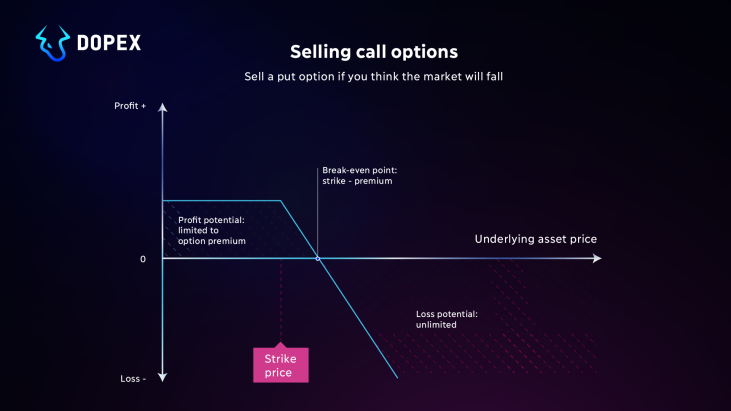 DOPEX
Selling call options
Sell a put option if you think the market will fall
Profit +
Break-even point:
strike - premium
Profit potential:
limited to
option premium
Underlying asset price
0
Loss potential:
unlimited
Strike
price
Loss -